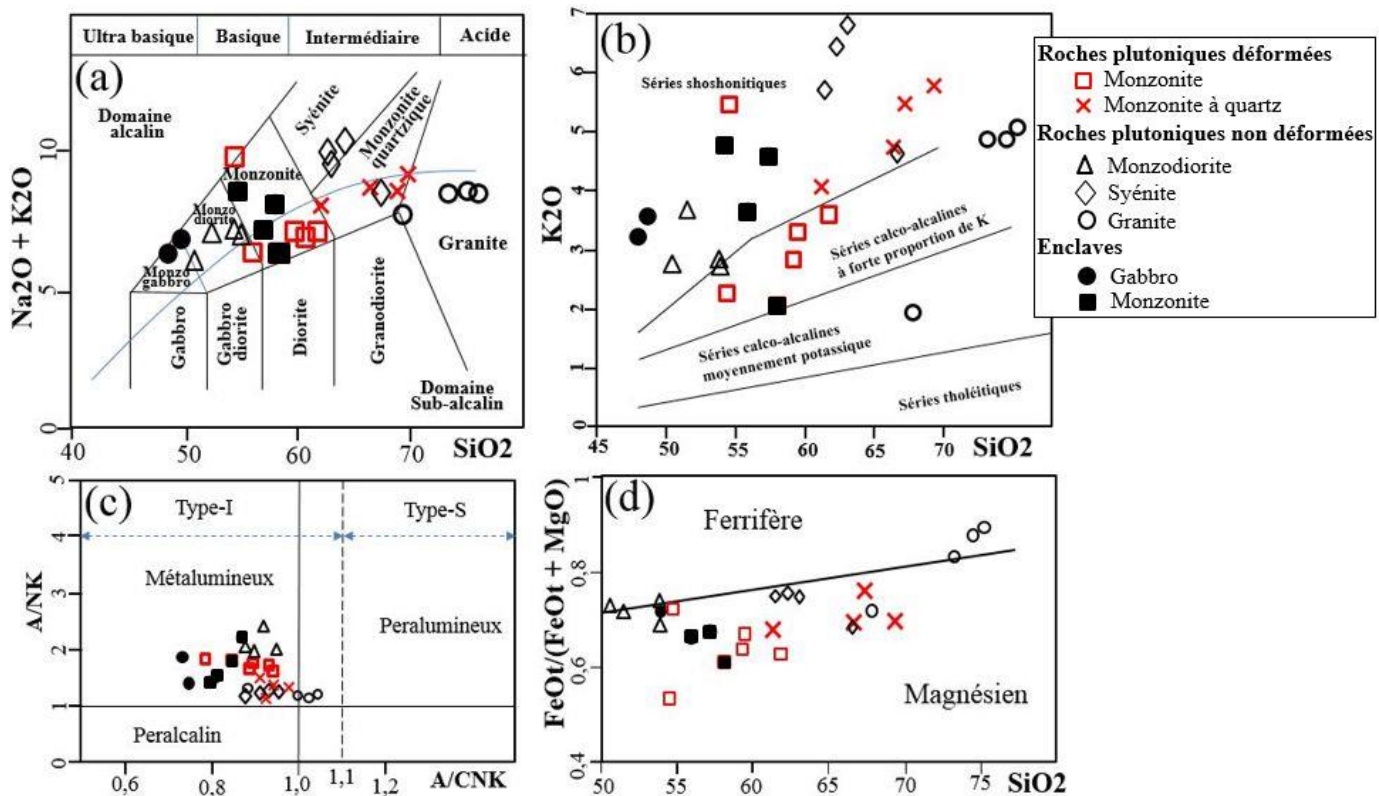 Ultra basique
Basique
Intermédiaire
Acide
(a)
Domaine
alcalin
Syénite
Monzonite
quartzique
Monzonite
Monzo
diorite
Monzo
gabbro
Gabbro
Gabbro
diorite
Diorite
Granodiorite
Granite
Domaine
Sub-alcalin
Na2O + K2O
10
5
0
40
50
60
70
SiO2
(b)
K2O
7
6
5
4
3
2
1
0
Séries shoshonitiques
Séries calco-alcalines
à forte proportion de K
Séries calco-alcalines
moyennement potassique
Séries tholéitiques
45
50
55
60
65
70
SiO2
Roches plutoniques déformées
Monzonite
Monzonite à quartz
Roches plutoniques non déformées
Monzodiorite
Syénite
Granite
Enclaves
Gabbro
Monzonite
(c)
A/NK
5
4
3
2
1
0
Type-I
Type-S
Métalumineux
Peralumineux
Peralcalin
0,6
0,8
1,0
1,1
1,2
A/CNK
(d)
FeOt/(FeOt + MgO)
1
0,8
0,6
0,4
Ferrifère
Magnésien
50
55
60
65
70
75
SiO2